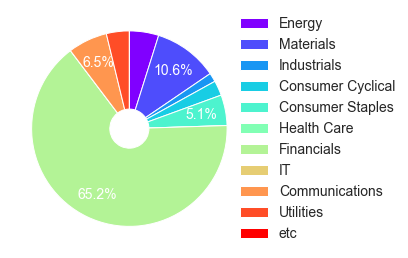 Energy
6.5%
Materials
10.6%
Industrials
Consumer Cyclical
5.1%
Consumer Staples
Health Care
Financials
IT
65.2%
Communications
Utilities
etc